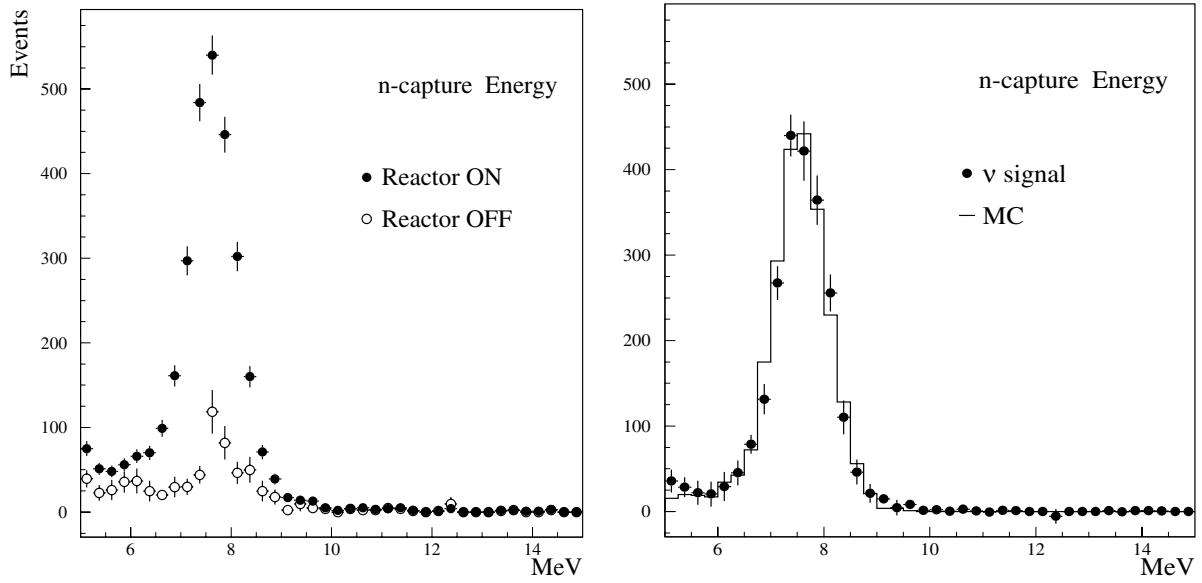 Events
n-capture Energy
Reactor ON
Reactor OFF
500
400
300
200
100
0
6
8
10
12
14
MeV
n-capture Energy
ν signal
MC
500
400
300
200
100
0
6
8
10
12
14
MeV